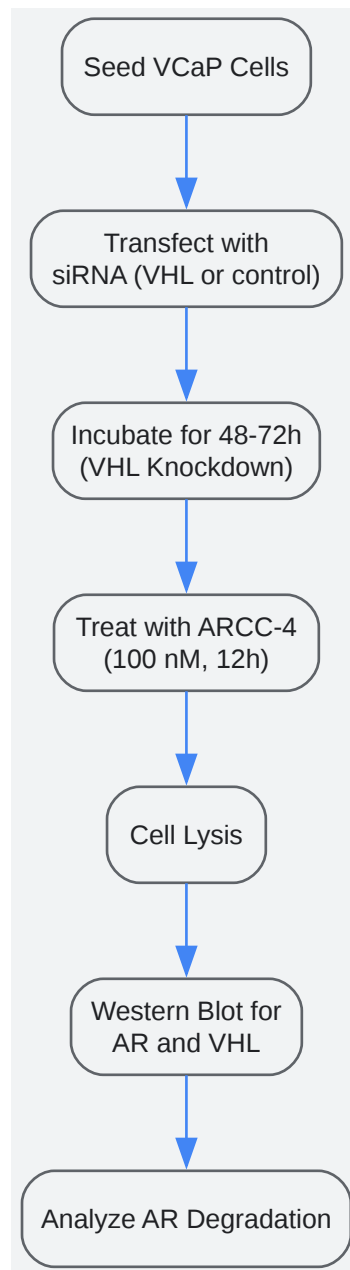 Seed VCaP Cells
Transfect with
siRNA (VHL or control)
Incubate for 48-72h
(VHL Knockdown)
Treat with ARCC-4
(100 nM, 12h)
Cell Lysis
Western Blot for
AR and VHL
Analyze AR Degradation